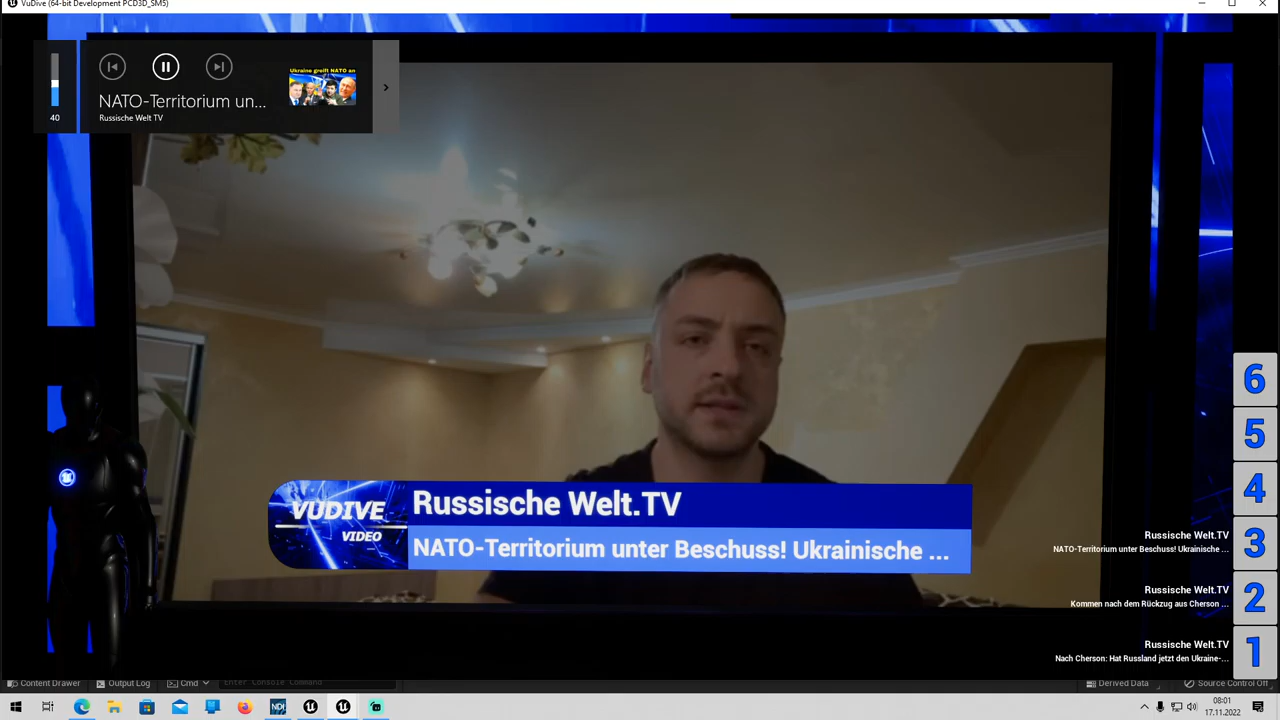 VuDive (64-bit Development PCD3D_SM5)
Ukraine greift NATO an
NATO-Territorium un...
Russische Welt TV
40
VUDIVE
VIDEO
Russische Welt.TV
NATO-Territorium unter Beschuss! Ukrainische ...
6
5
4
Russische Welt.TV
NATO-Territorium unter Beschuss! Ukrainische ...
3
Russische Welt.TV
Kommen nach dem Rückzug aus Cherson ...
2
Russische Welt.TV
Nach Cherson: Hat Russland jetzt den Ukraine-...
1
Content Drawer
Output Log
Cmd
Enter Console Command
Derived Data
Source Control Off
NDI
08:01
17.11.2022